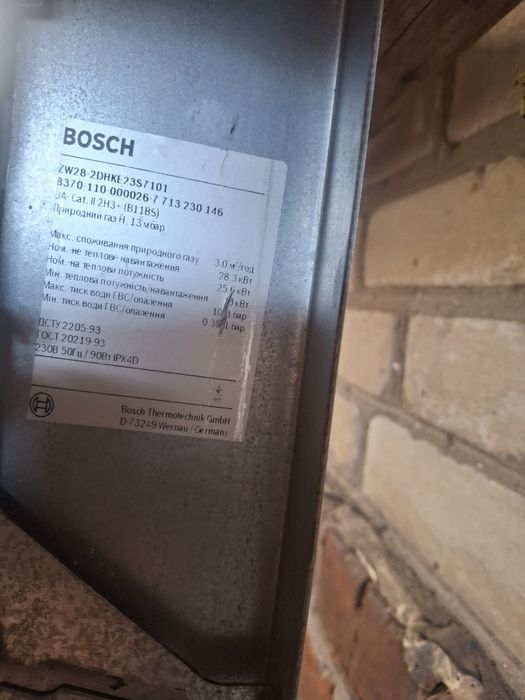 BOSCH
ZW28-2DHKE23S7101
8370-110-000026-7 713 230 146
UA- Cat. II 2H3+ (B11BS)
Природний газ H, 13 мбар
Макс. споживання природного газу 3.0 м³/год
Ном. не теплове навантаження 28.3 кВт
Ном. на теплова потужність 25.6 кВт
Мін. теплова потужність/навантаження кВт
Макс. тиск води ГВС/опалення бар
Мін. тиск води ГВС/опалення бар
ДСТУ 2205-93
ГОСТ 20219-93
230В 50Гц / 90Вт IPX4D
Bosch Thermotechnik GmbH
D-73249 Wernau / Germany